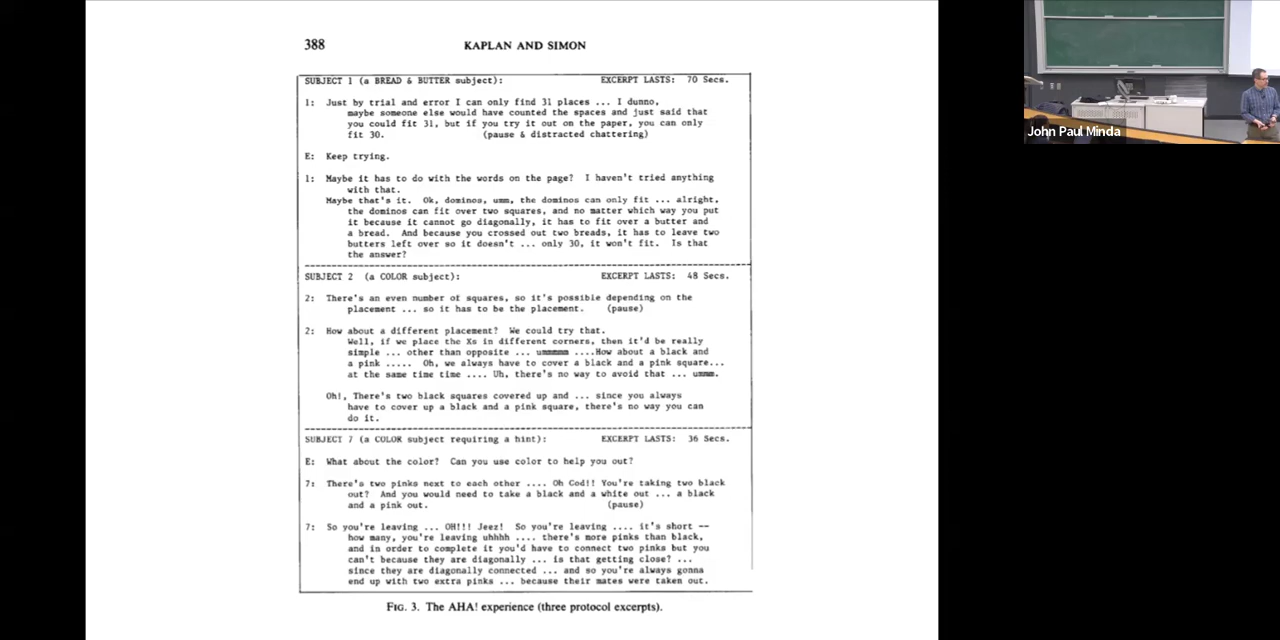 388
KAPLAN AND SIMON
SUBJECT 1 (a BREAD & BUTTER subject): EXCERPT LASTS: 70 Secs.
1: Just by trial and error I can only find 31 places ... I dunno,
maybe someone else would have counted the spaces and just said that
you could fit 31, but if you try it out on the paper, you can only
fit 30. (pause & distracted chattering)
E: Keep trying.
1: Maybe it has to do with the words on the page? I haven't tried anything
with that.
Maybe that's it. Ok, dominos, umm, the dominos can only fit ... alright,
the dominos can fit over two squares, and no matter which way you put
it because it cannot go diagonally, it has to fit over a butter and
a bread. And because you crossed out two breads, it has to leave two
butters left over so it doesn't ... only 30, it won't fit. Is that
the answer?
SUBJECT 2 (a COLOR subject): EXCERPT LASTS: 48 Secs.
2: There's an even number of squares, so it's possible depending on the
placement ... so it has to be the placement. (pause)
2: How about a different placement? We could try that.
Well, if we place the Xs in different corners, then it'd be really
simple ... other than opposite ... ummmmm ....How about a black and
a pink ..... Oh, we always have to cover a black and a pink square...
at the same time time .... Uh, there's no way to avoid that ... ummm.
Oh!, There's two black squares covered up and ... since you always
have to cover up a black and a pink square, there's no way you can
do it.
SUBJECT 7 (a COLOR subject requiring a hint): EXCERPT LASTS: 36 Secs.
E: What about the color? Can you use color to help you out?
7: There's two pinks next to each other .... Oh God!! You're taking two black
out? And you would need to take a black and a white out ... a black
and a pink out. (pause)
7: So you're leaving ... OH!!! Jeez! So you're leaving .... it's short --
how many, you're leaving uhhhh .... there's more pinks than black,
and in order to complete it you'd have to connect two pinks but you
can't because they are diagonally ... is that getting close? ...
since they are diagonally connected ... and so you're always gonna
end up with two extra pinks ... because their mates were taken out.
FIG. 3. The AHA! experience (three protocol excerpts).
John Paul Minda